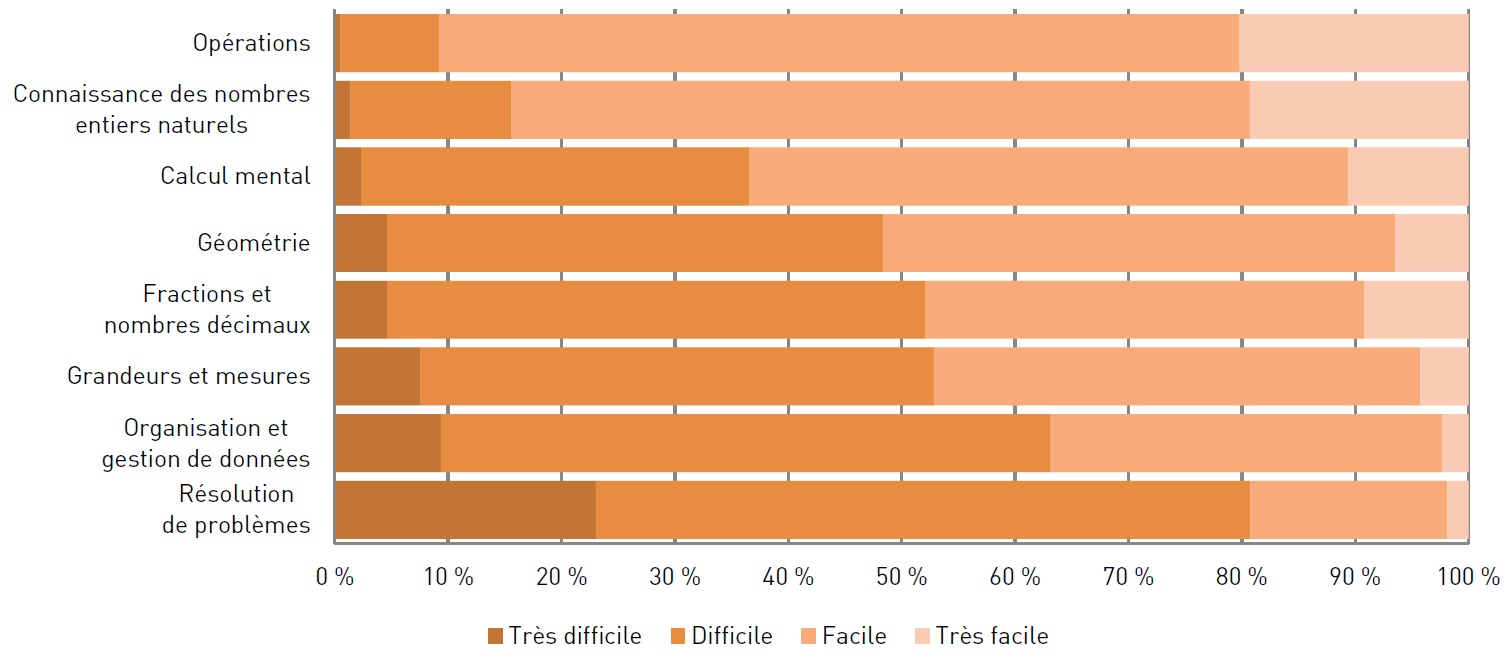 Opérations
Connaissance des nombres
entiers naturels
Calcul mental
Géométrie
Fractions et
nombres décimaux
Grandeurs et mesures
Organisation et
gestion de données
Résolution
de problèmes
0 % 10 % 20 % 30 % 40 % 50 % 60 % 70 % 80 % 90 % 100 %
Très difficile Difficile Facile Très facile